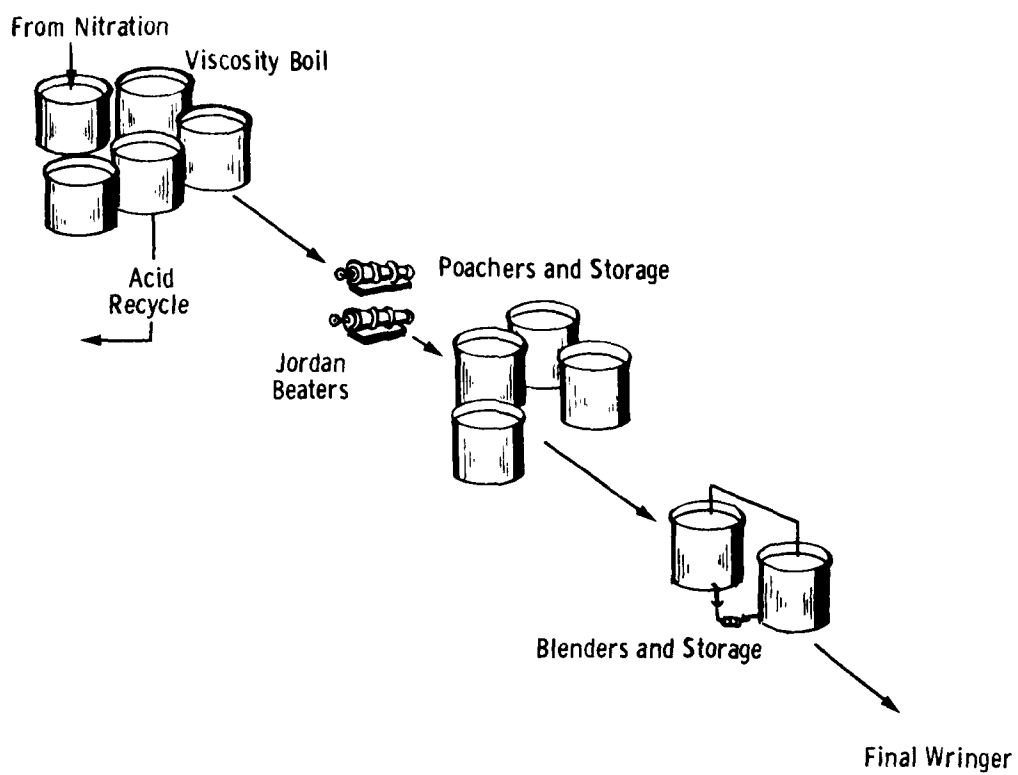 From Nitration
Viscosity Boil
Acid
Recycle
Poachers and Storage
Jordan
Beaters
Blenders and Storage
Final Wringer